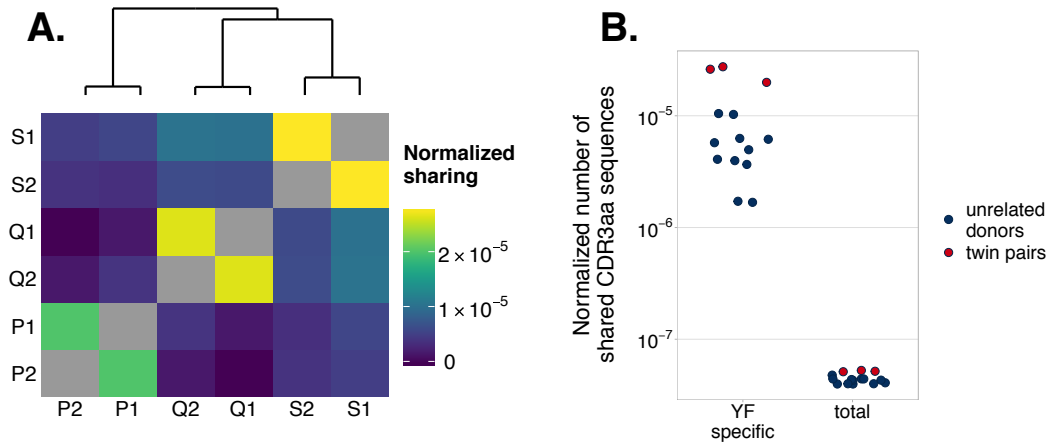 A.
S1
S2
Q1
Q2
P1
P2
P2 P1 Q2 Q1 S2 S1
Normalized
sharing
2 × 10⁻⁵
1 × 10⁻⁵
0
B.
Normalized number of
shared CDR3aa sequences
10⁻⁵
10⁻⁶
10⁻⁷
YF
specific
total
unrelated
donors
twin pairs